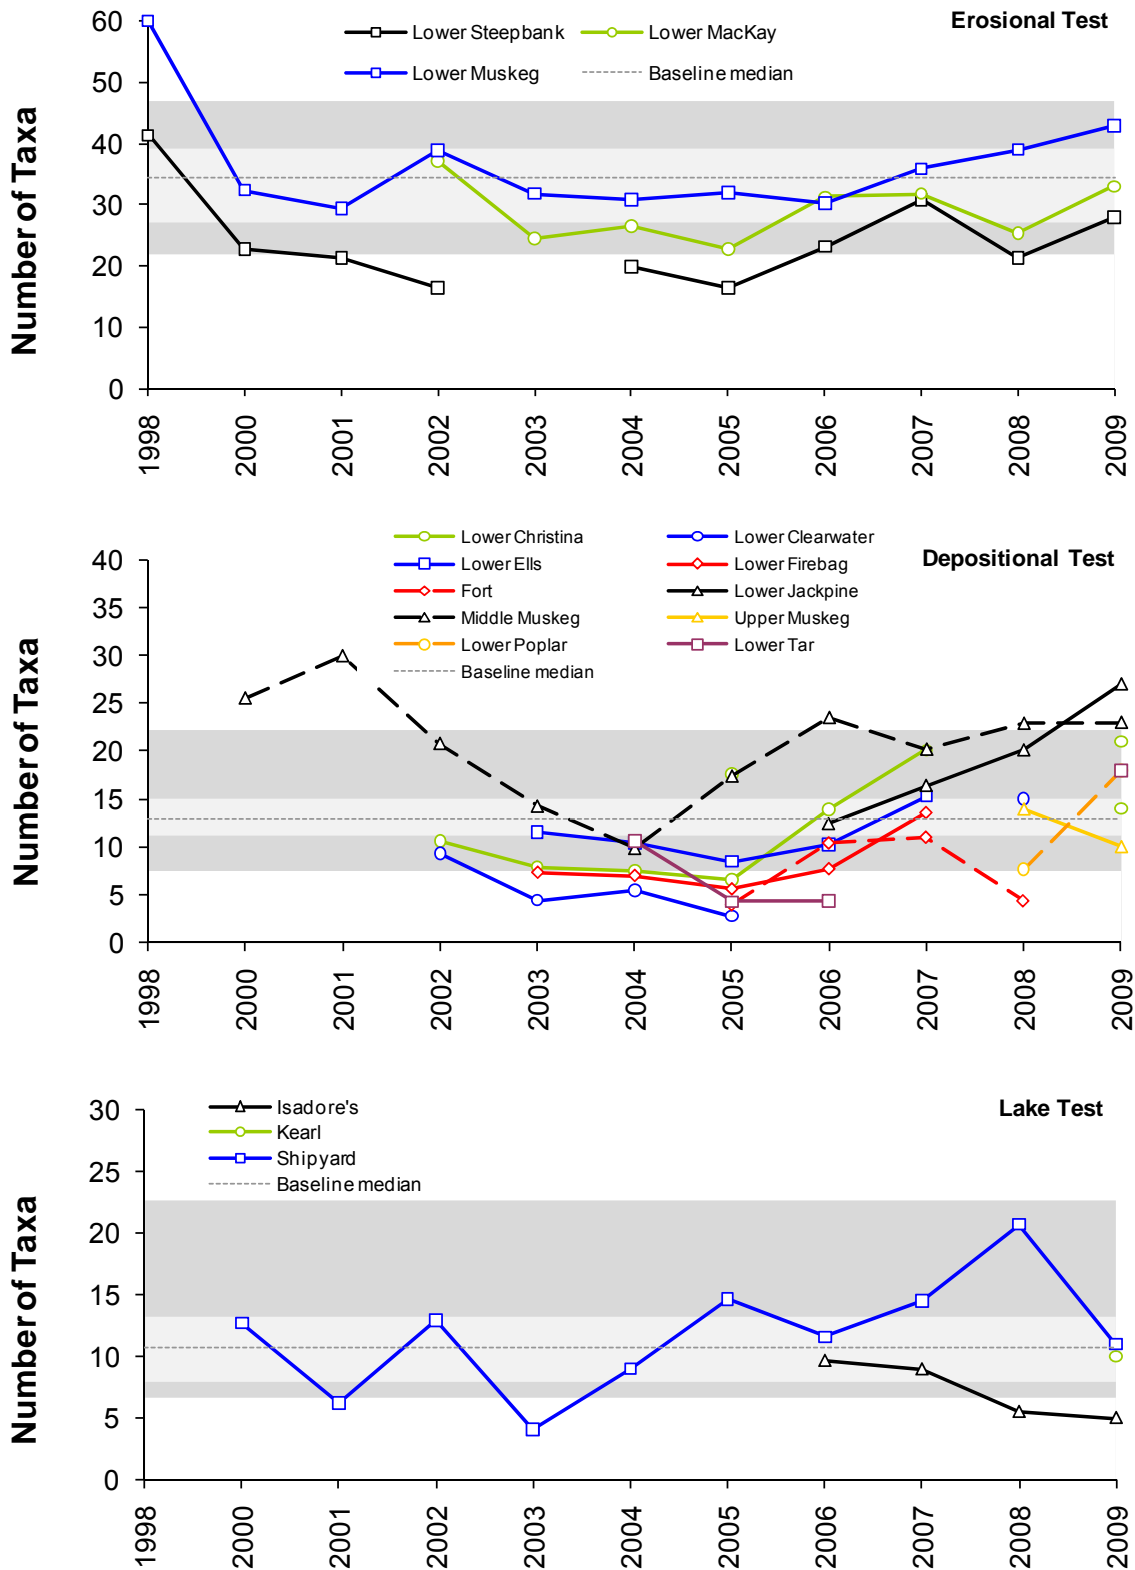 Erosional Test
Lower Steepbank
Lower MacKay
Lower Muskeg
Baseline median
Number of Taxa
60
50
40
30
20
10
0
1998
2000
2001
2002
2003
2004
2005
2006
2007
2008
2009
Depositional Test
Lower Christina
Lower Clearwater
Lower Ells
Lower Firebag
Fort
Lower Jackpine
Middle Muskeg
Upper Muskeg
Lower Poplar
Lower Tar
Baseline median
Number of Taxa
40
35
30
25
20
15
10
5
0
1998
2000
2001
2002
2003
2004
2005
2006
2007
2008
2009
Lake Test
Isadore's
Kearl
Shipyard
Baseline median
Number of Taxa
30
25
20
15
10
5
0
1998
2000
2001
2002
2003
2004
2005
2006
2007
2008
2009